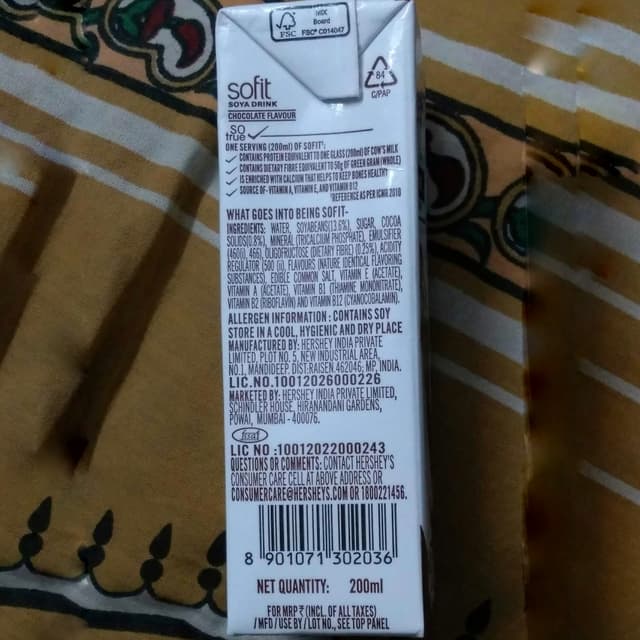 MIX
Board
FSC FSC® C014047
84
C/PAP
sofit
SOYA DRINK
CHOCOLATE FLAVOUR
SO
true
ONE SERVING (200ml) OF SOFIT:
CONTAINS PROTEIN EQUIVALENT TO ONE GLASS (200ml) OF COW'S MILK
CONTAINS DIETARY FIBRE EQUIVALENT TO 30g OF GREEN GRAM (WHOLE)
IS ENRICHED WITH CALCIUM THAT HELPS TO KEEP BONES HEALTHY
SOURCE OF - VITAMIN A, VITAMIN E, AND VITAMIN B12
*REFERENCE AS PER ICMR 2010
WHAT GOES INTO BEING SOFIT-
INGREDIENTS: WATER, SOYABEANS(13.6%), SUGAR, COCOA
SOLIDS(0.8%), MINERAL (TRICALCIUM PHOSPHATE), EMULSIFIER
(460(i), 466), OLIGOFRUCTOSE (DIETARY FIBRE) (0.25%), ACIDITY
REGULATOR (500 (ii), FLAVOURS (NATURE IDENTICAL FLAVORING
SUBSTANCES), EDIBLE COMMON SALT, VITAMIN E (ACETATE),
VITAMIN A (ACETATE), VITAMIN B1 (THIAMINE MONONITRATE),
VITAMIN B2 (RIBOFLAVIN) AND VITAMIN B12 (CYANOCOBALAMIN).
ALLERGEN INFORMATION : CONTAINS SOY
STORE IN A COOL, HYGIENIC AND DRY PLACE
MANUFACTURED BY: HERSHEY INDIA PRIVATE
LIMITED, PLOT NO. 5, NEW INDUSTRIAL AREA,
NO.1, MANDIDEEP, DIST.RAISEN, 462046, MP, INDIA.
LIC.NO.10012026000226
MARKETED BY: HERSHEY INDIA PRIVATE LIMITED,
SCHINDLER HOUSE, HIRANANDANI GARDENS,
POWAI, MUMBAI - 400076.
fssai
LIC NO :10012022000243
QUESTIONS OR COMMENTS: CONTACT HERSHEY'S
CONSUMER CARE CELL AT ABOVE ADDRESS OR
CONSUMERCARE@HERSHEYS.COM OR 1800221456.
8 901071 302036
NET QUANTITY: 200ml
FOR MRP ₹ (INCL. OF ALL TAXES)
/ MFD / USE BY / LOT NO., SEE TOP PANEL